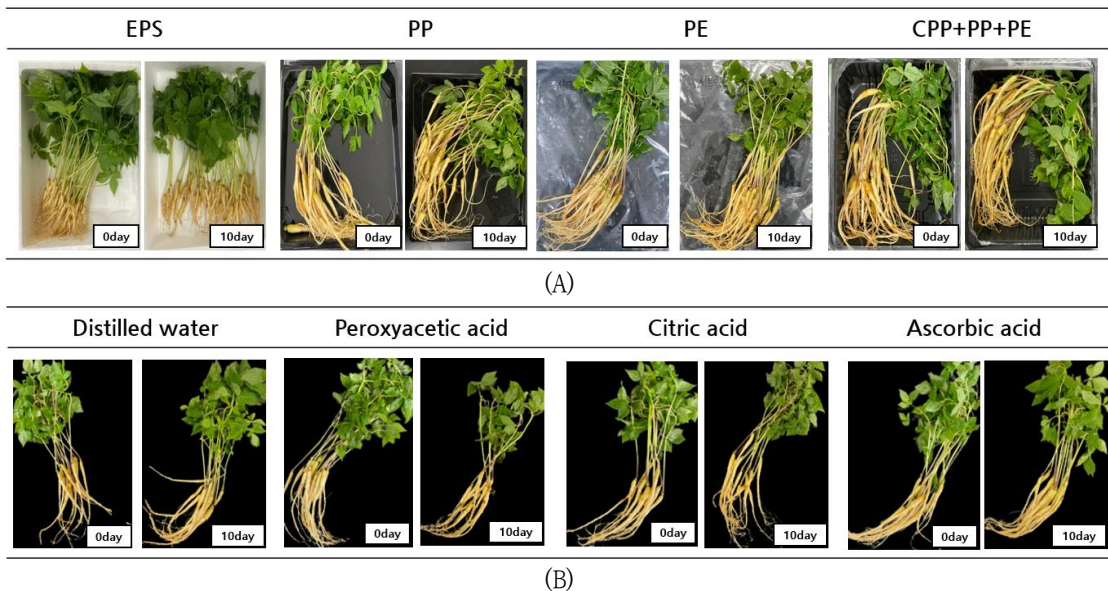 EPS PP PE CPP+PP+PE
0day 10day 0day 10day 0day 10day 0day 10day
(A)
Distilled water Peroxyacetic acid Citric acid Ascorbic acid
0day 10day 0day 10day 0day 10day 0day 10day
(B)